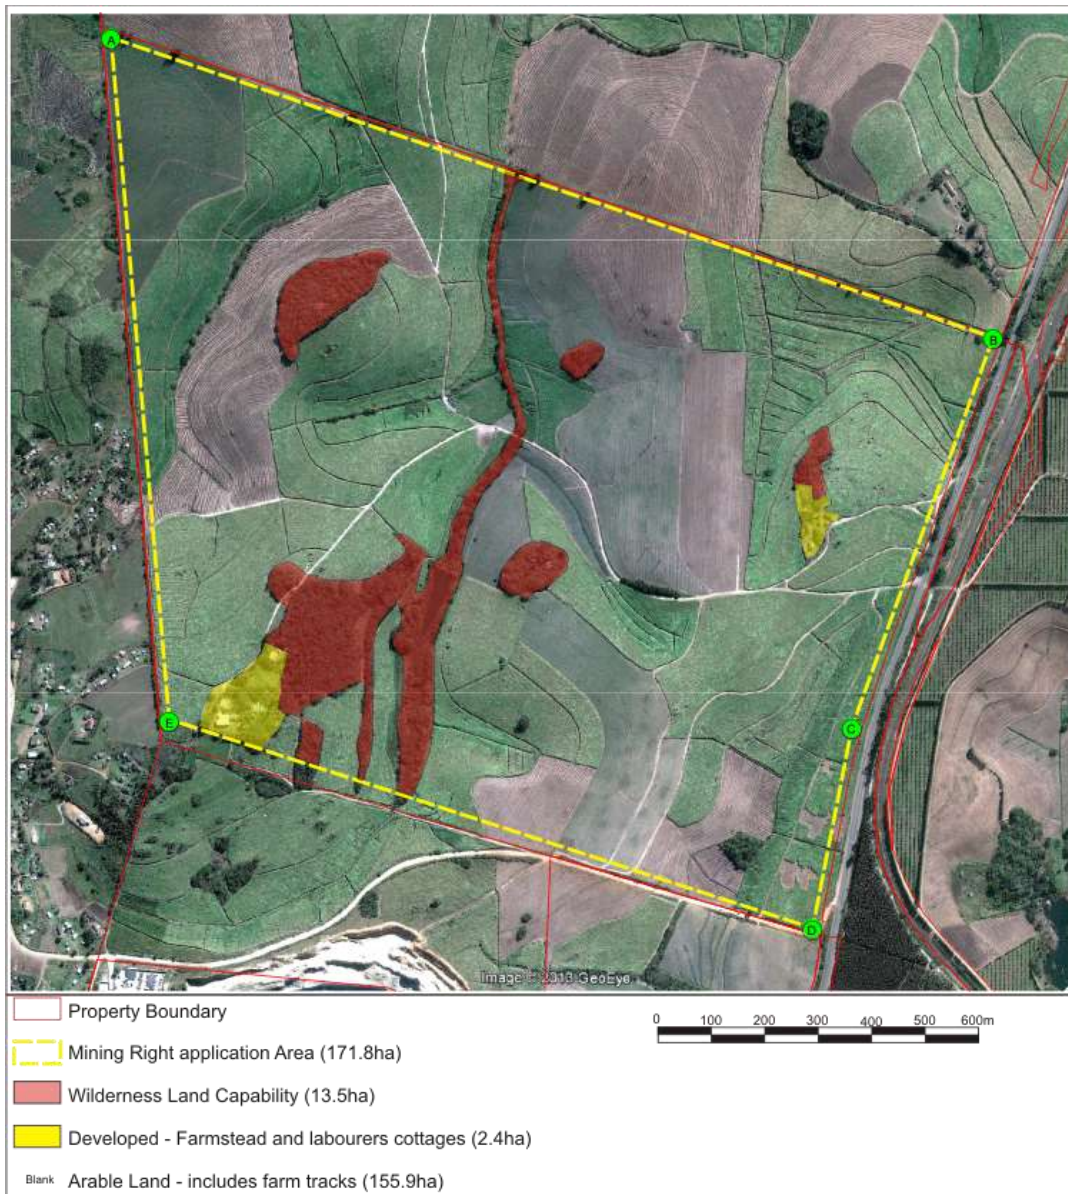 A
B
E
C
D
Image © 2013 GeoEye
Property Boundary
0 100 200 300 400 500 600m
Mining Right application Area (171.8ha)
Wilderness Land Capability (13.5ha)
Developed - Farmstead and labourers cottages (2.4ha)
Blank Arable Land - includes farm tracks (155.9ha)